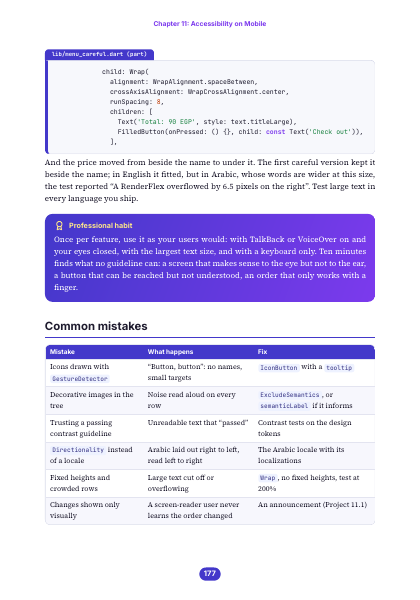 Chapter 11: Accessibility on Mobile
lib/menu_careful.dart (part)
child: Wrap(
alignment: WrapAlignment.spaceBetween,
crossAxisAlignment: WrapCrossAlignment.center,
runSpacing: 8,
children: [
Text('Total: 90 EGP', style: text.titleLarge),
FilledButton(onPressed: () {}, child: const Text('Check out')),
],
And the price moved from beside the name to under it. The first careful version kept it
beside the name; in English it fitted, but in Arabic, whose words are wider at this size,
the test reported “A RenderFlex overflowed by 6.5 pixels on the right”. Test large text in
every language you ship.
Professional habit
Once per feature, use it as your users would: with TalkBack or VoiceOver on and
your eyes closed, with the largest text size, and with a keyboard only. Ten minutes
finds what no guideline can: a screen that makes sense to the eye but not to the ear,
a button that can be reached but not understood, an order that only works with a
finger.
Common mistakes
Mistake What happens Fix
Icons drawn with “Button, button”: no names, IconButton with a tooltip
GestureDetector small targets
Decorative images in the Noise read aloud on every ExcludeSemantics, or
tree row semanticLabel if it informs
Trusting a passing Unreadable text that “passed” Contrast tests on the design
contrast guideline tokens
Directionality instead Arabic laid out right to left, The Arabic locale with its
of a locale read left to right localizations
Fixed heights and Large text cut off or Wrap, no fixed heights, test at
crowded rows overflowing 200%
Changes shown only A screen-reader user never An announcement (Project 11.1)
visually learns the order changed
177